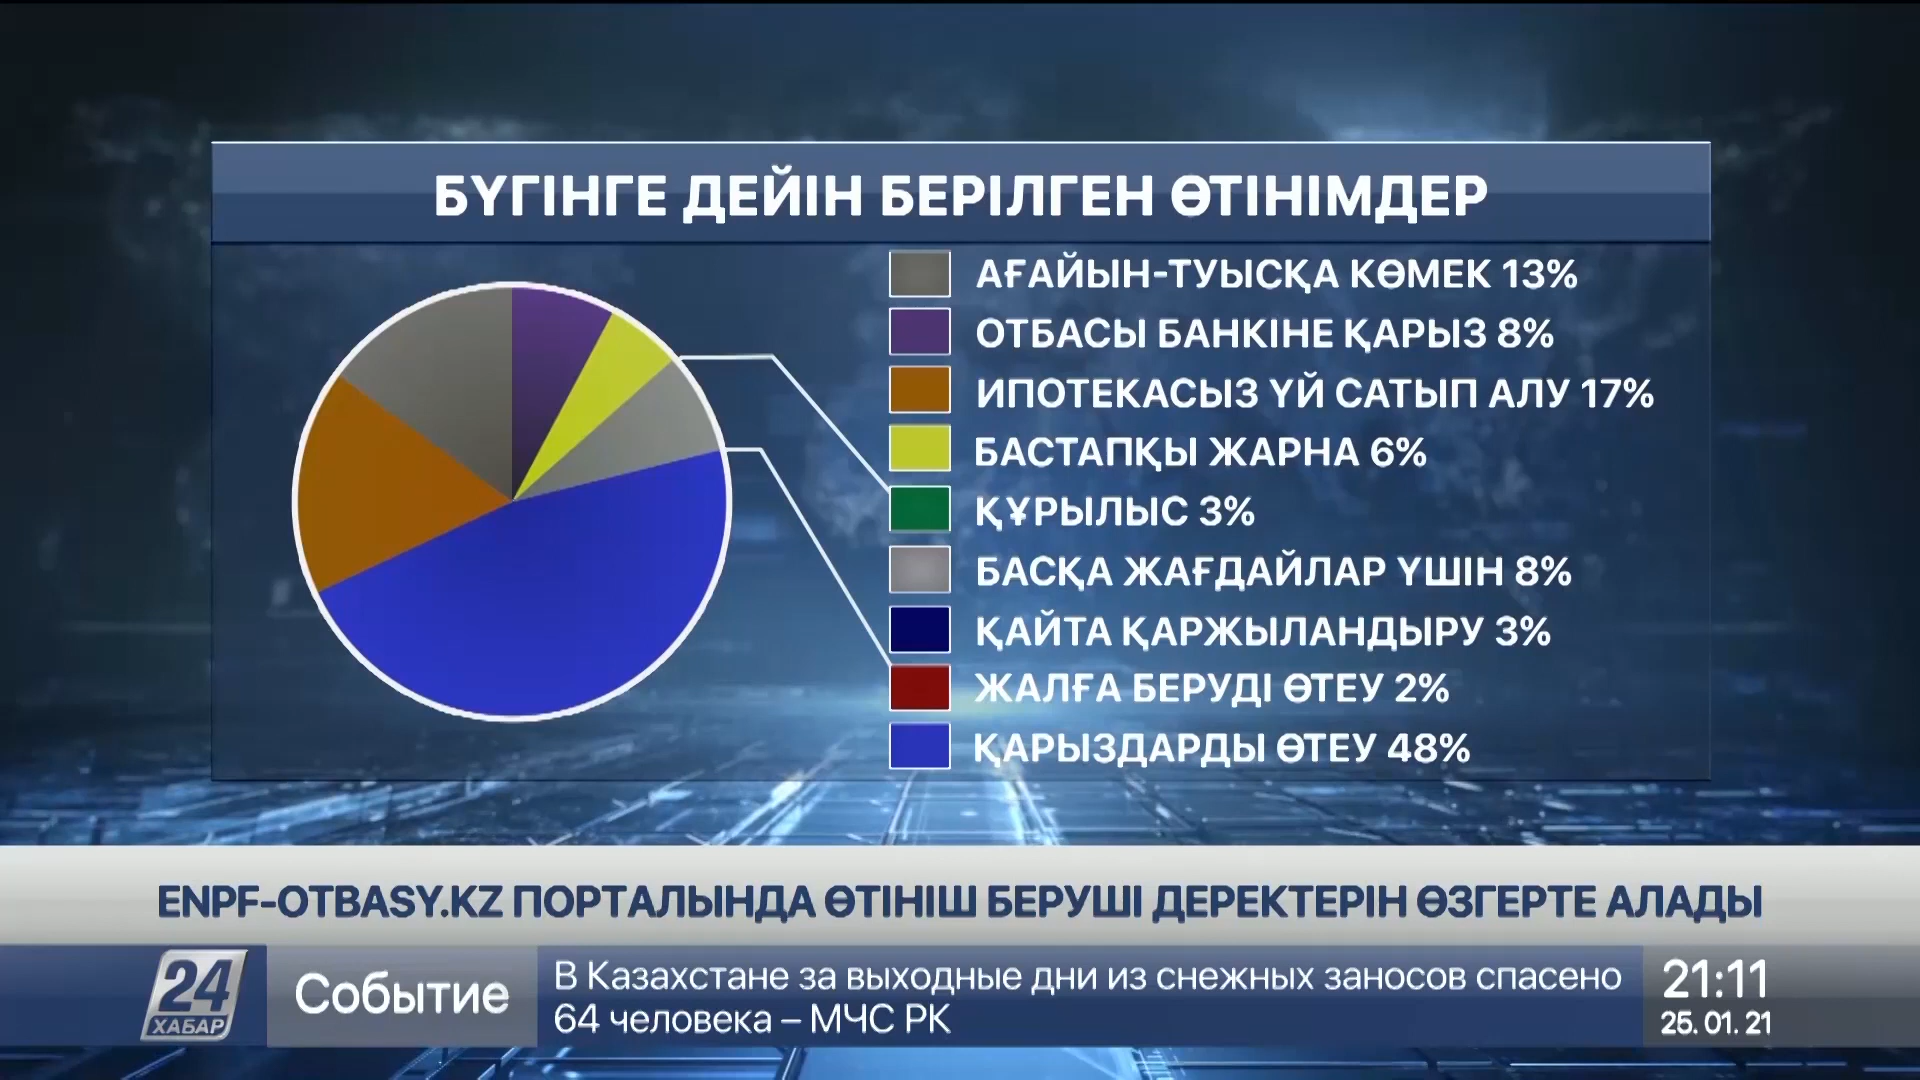 БҮГІНГЕ ДЕЙІН БЕРІЛГЕН ӨТІНІМДЕР
АҒАЙЫН-ТУЫСҚА КӨМЕК 13%
ОТБАСЫ БАНКІНЕ ҚАРЫЗ 8%
ИПОТЕКАСЫЗ ҮЙ САТЫП АЛУ 17%
БАСТАПҚЫ ЖАРНА 6%
ҚҰРЫЛЫС 3%
БАСҚА ЖАҒДАЙЛАР ҮШІН 8%
ҚАЙТА ҚАРЖЫЛАНДЫРУ 3%
ЖАЛҒА БЕРУДІ ӨТЕУ 2%
ҚАРЫЗДАРДЫ ӨТЕУ 48%
ENPF-OTBASY.KZ ПОРТАЛЫНДА ӨТІНІШ БЕРУШІ ДЕРЕКТЕРІН ӨЗГЕРТЕ АЛАДЫ
24
ХАБАР
Событие
В Казахстане за выходные дни из снежных заносов спасено
64 человека – МЧС РК
21:11
25. 01. 21